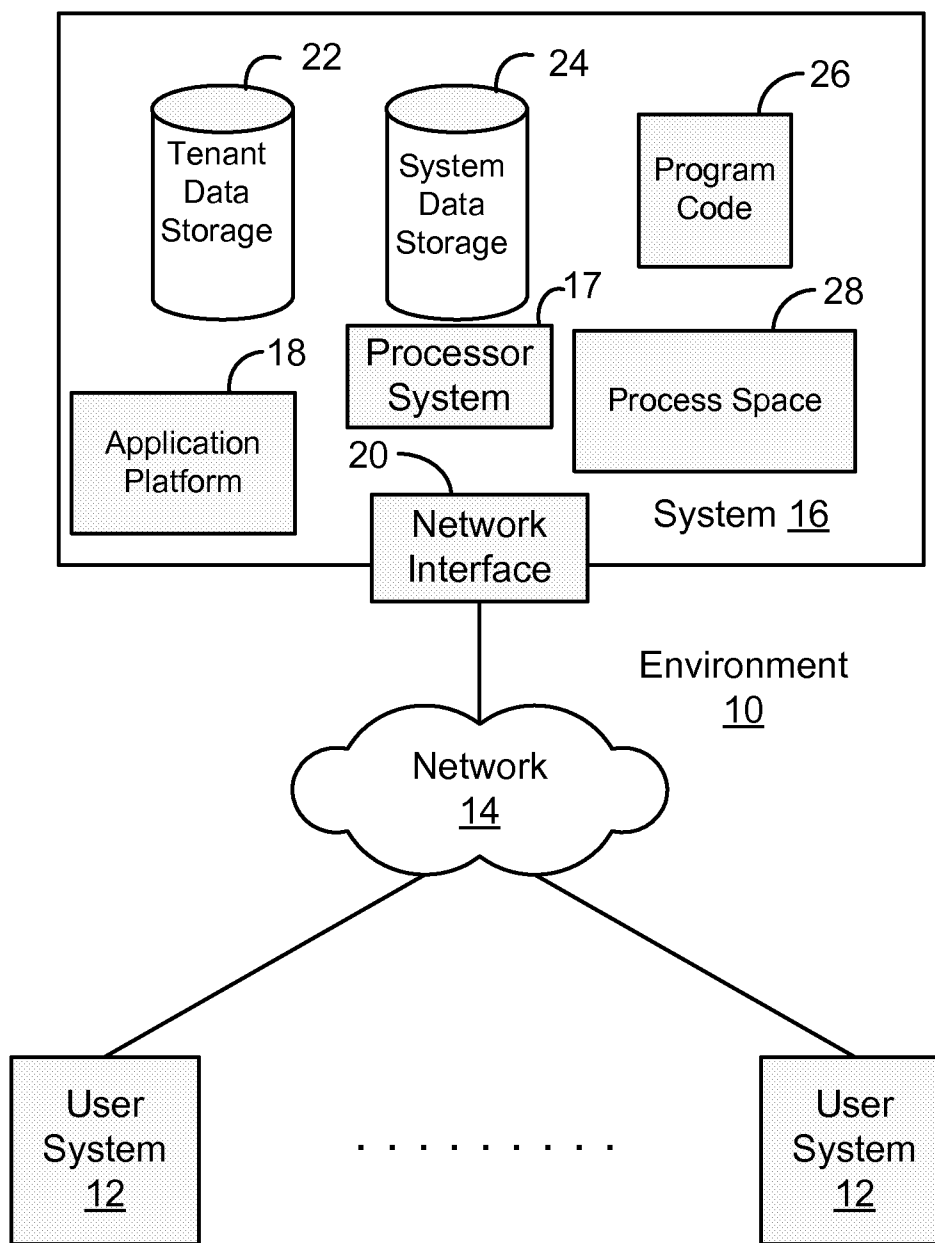 22
24
26
Tenant
Data
Storage
System
Data
Storage
Program
Code
17
28
18
Processor
System
Process Space
Application
Platform
20
System 16
Network
Interface
Environment
10
Network
14
User
System
12
. . . . . . . . .
User
System
12